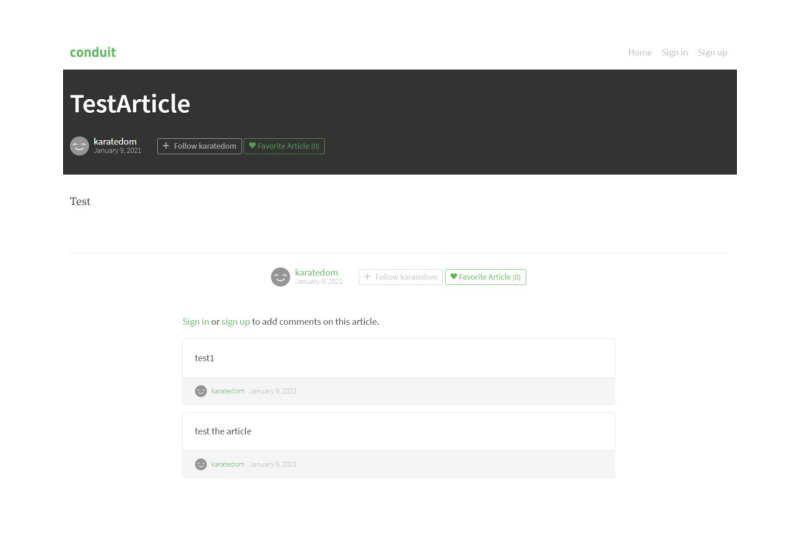 conduit
Home Sign in Sign up
TestArticle
karatedom
January 9, 2021
+ Follow karatedom
Favorite Article (0)
Test
karatedom
January 9, 2021
+ Follow karatedom
Favorite Article (0)
Sign in or sign up to add comments on this article.
test1
karatedom January 9, 2021
test the article
karatedom January 9, 2021